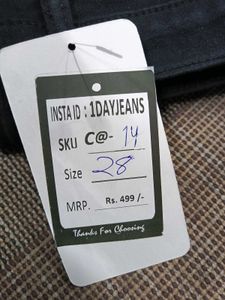 INSTA ID : 1DAYJEANS
SKU C@- 14
Size 28
MRP. Rs. 499 /-
Thanks For Choosing